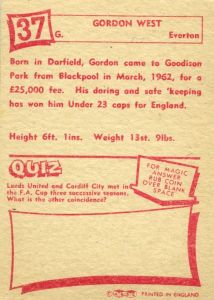 37
GORDON WEST
G. Everton
Born in Darfield, Gordon came to Goodison
Park from Blackpool in March, 1962, for a
£25,000 fee. His daring and safe 'keeping
has won him Under 23 caps for England.
Height 6ft. 1ins. Weight 13st. 9lbs.
QUIZ
Leeds United and Cardiff City met in
the F.A. Cup three successive seasons.
What is the other coincidence?
FOR MAGIC
ANSWER
RUB COIN
OVER BLANK
SPACE
PRINTED IN ENGLAND